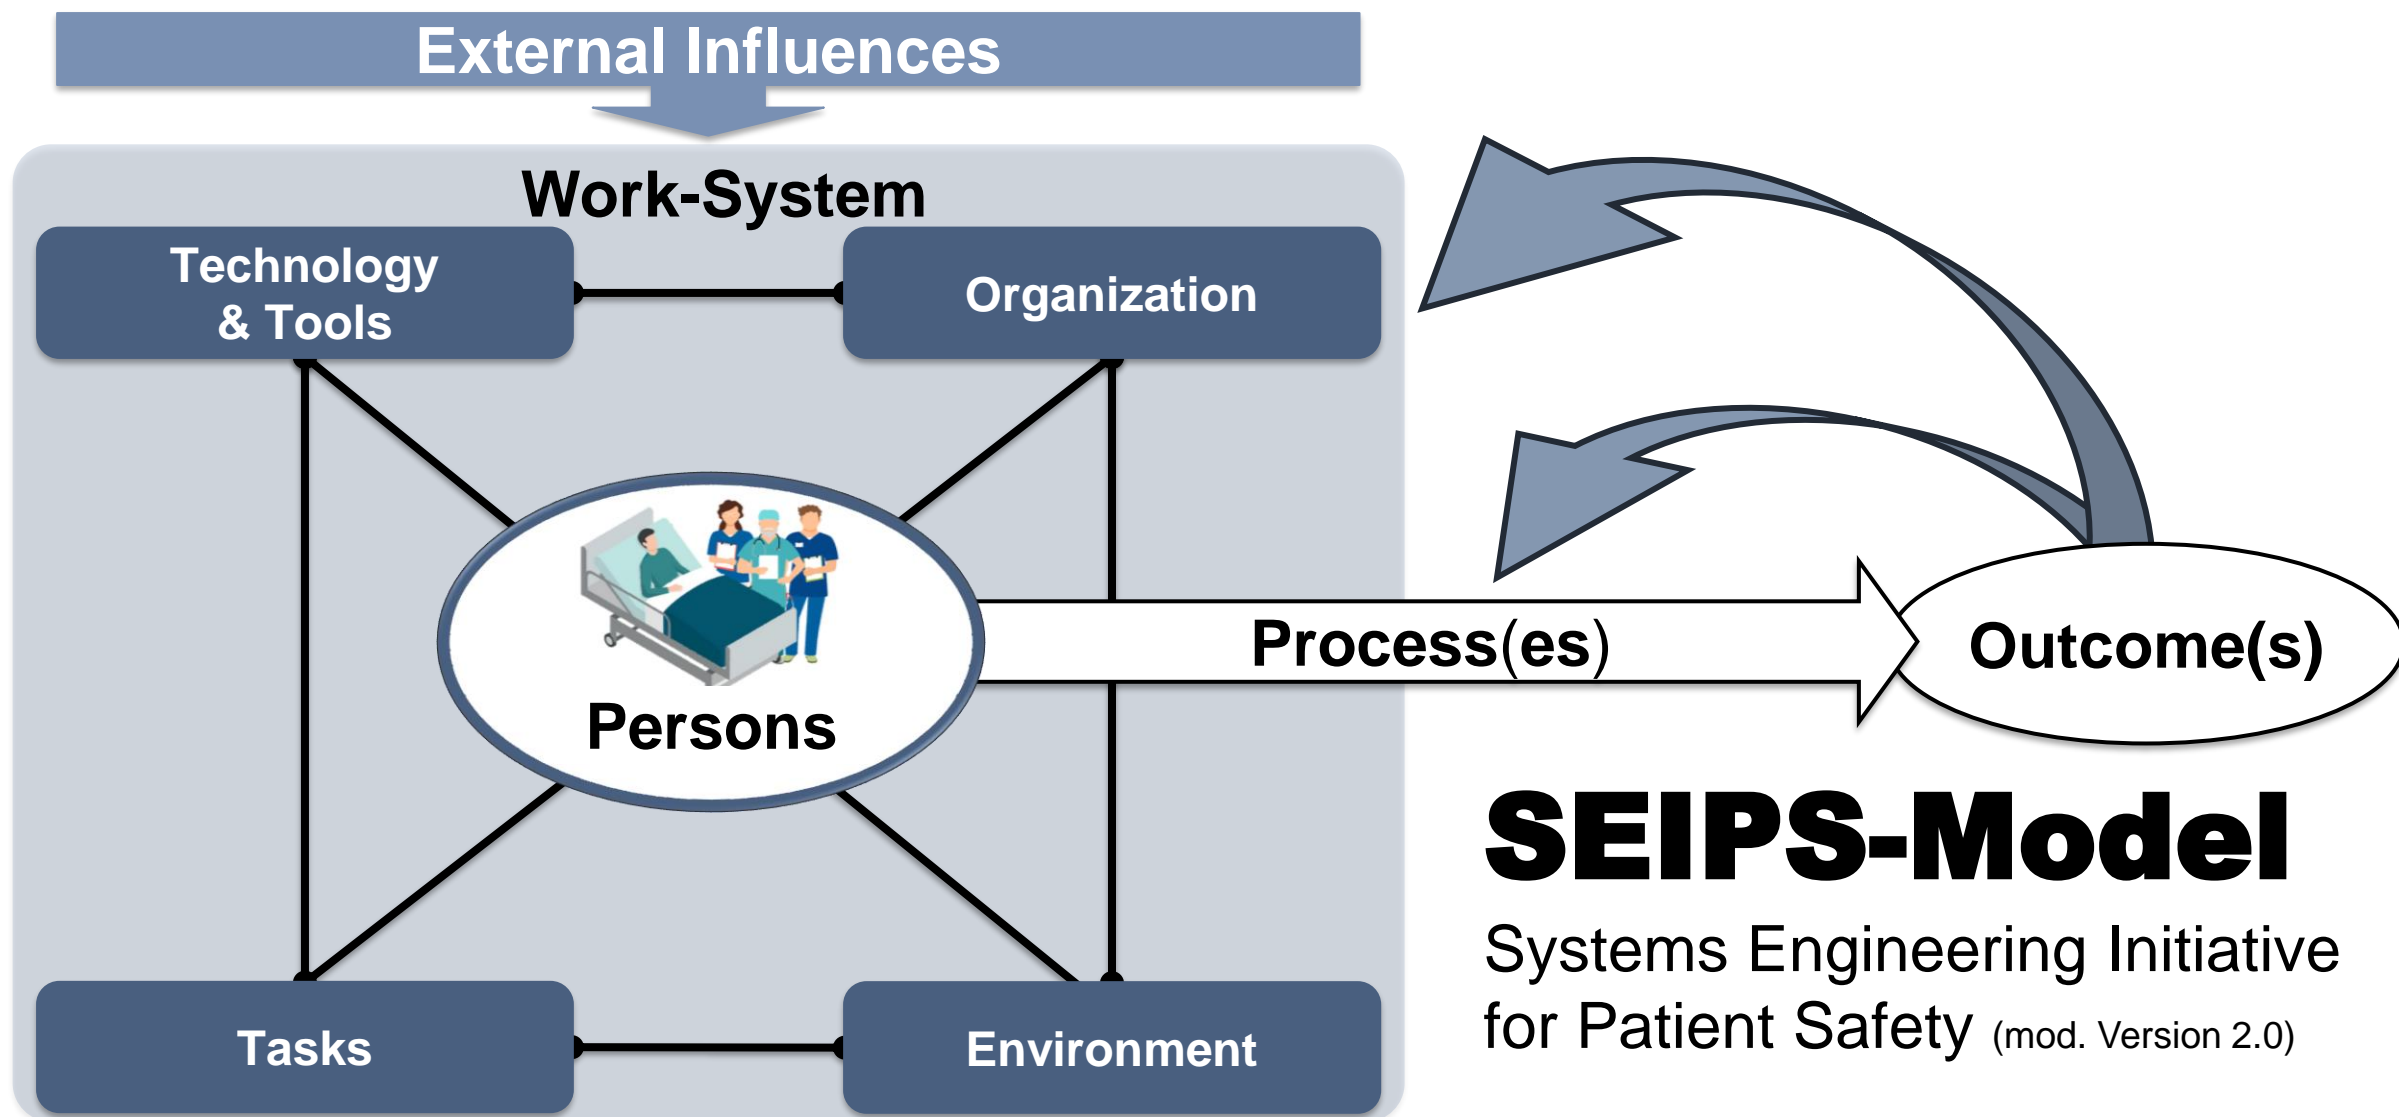 External Influences
Work-System
Technology
& Tools
Organization
Persons
Process(es)
Outcome(s)
Tasks
Environment
SEIPS-Model
Systems Engineering Initiative
for Patient Safety (mod. Version 2.0)